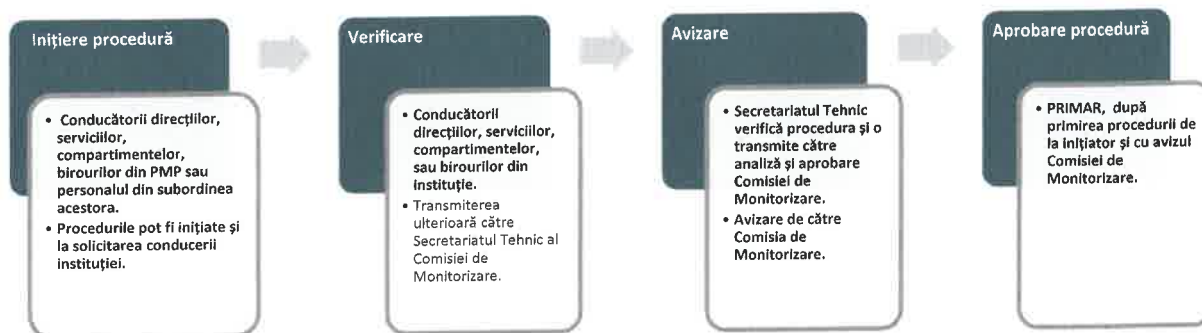 Inițiere procedură
• Conducătorii direcțiilor,
serviciilor,
compartimentelor,
birourilor din PMP sau
personalul din subordinea
acestora.
• Procedurile pot fi inițiate și
la solicitarea conducerii
instituției.
Verificare
• Conducătorii
direcțiilor, serviciilor,
compartimentelor,
sau birourilor din
instituție.
• Transmiterea
ulterioară către
Secretariatul Tehnic al
Comisiei de
Monitorizare.
Avizare
• Secretariatul Tehnic
verifică procedura și o
transmite către
analiză și aprobare
Comisiei de
Monitorizare.
• Avizare de către
Comisia de
Monitorizare.
Aprobare procedură
• PRIMAR, după
primirea procedurii de
la inițiator și cu avizul
Comisiei de
Monitorizare.